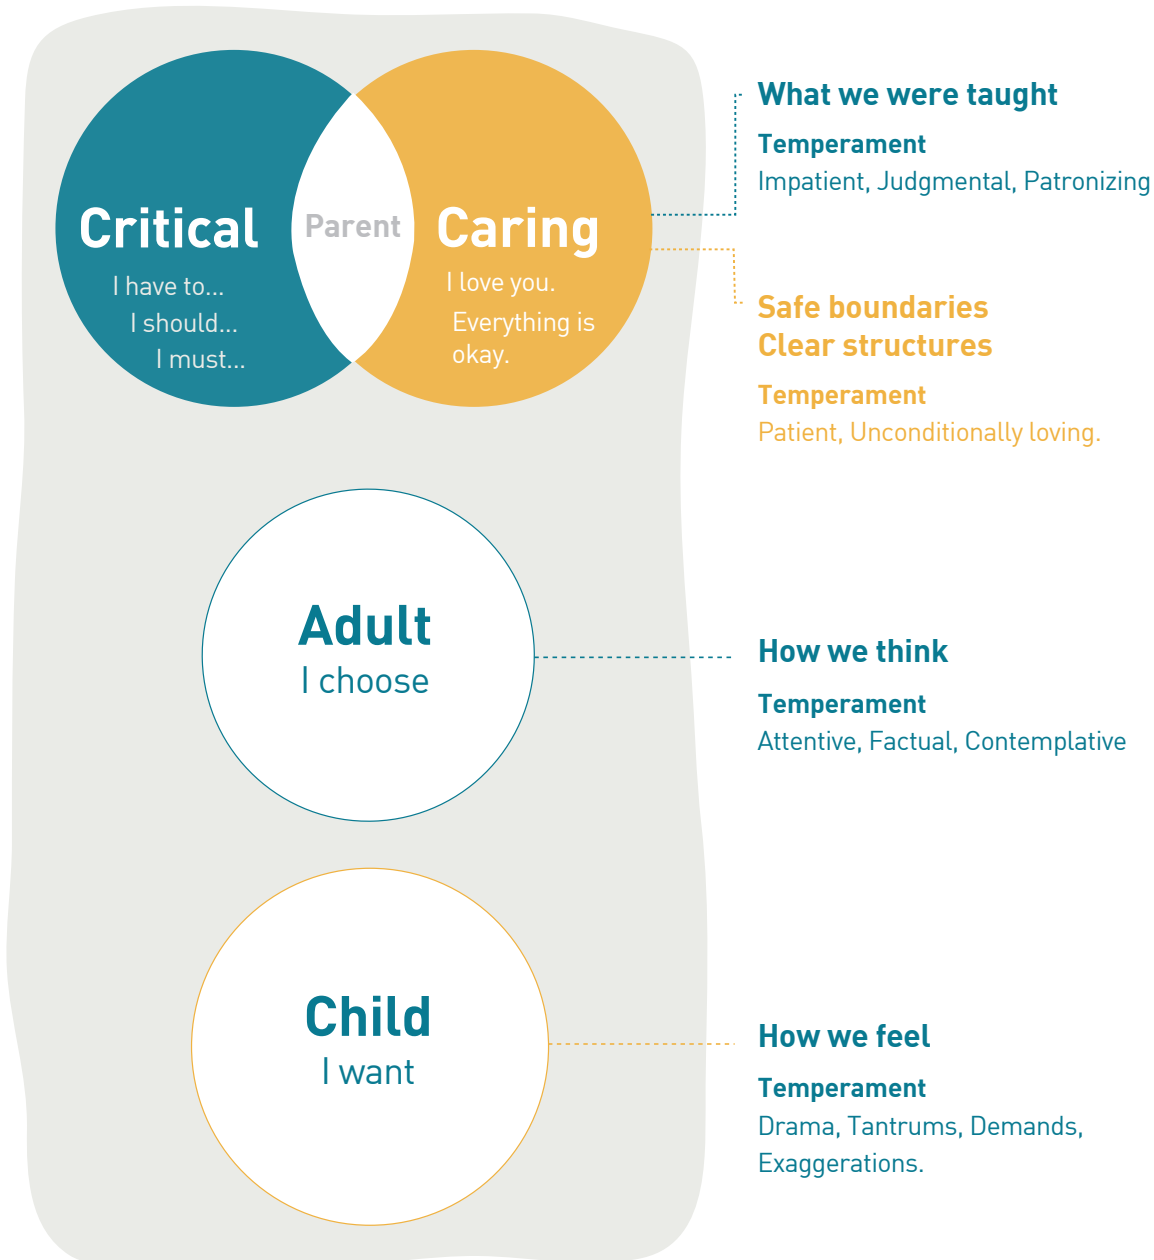 Critical
I have to...
I should...
I must...
Parent
Caring
I love you.
Everything is
okay.
What we were taught
Temperament
Impatient, Judgmental, Patronizing
Safe boundaries
Clear structures
Temperament
Patient, Unconditionally loving.
Adult
I choose
How we think
Temperament
Attentive, Factual, Contemplative
Child
I want
How we feel
Temperament
Drama, Tantrums, Demands,
Exaggerations.